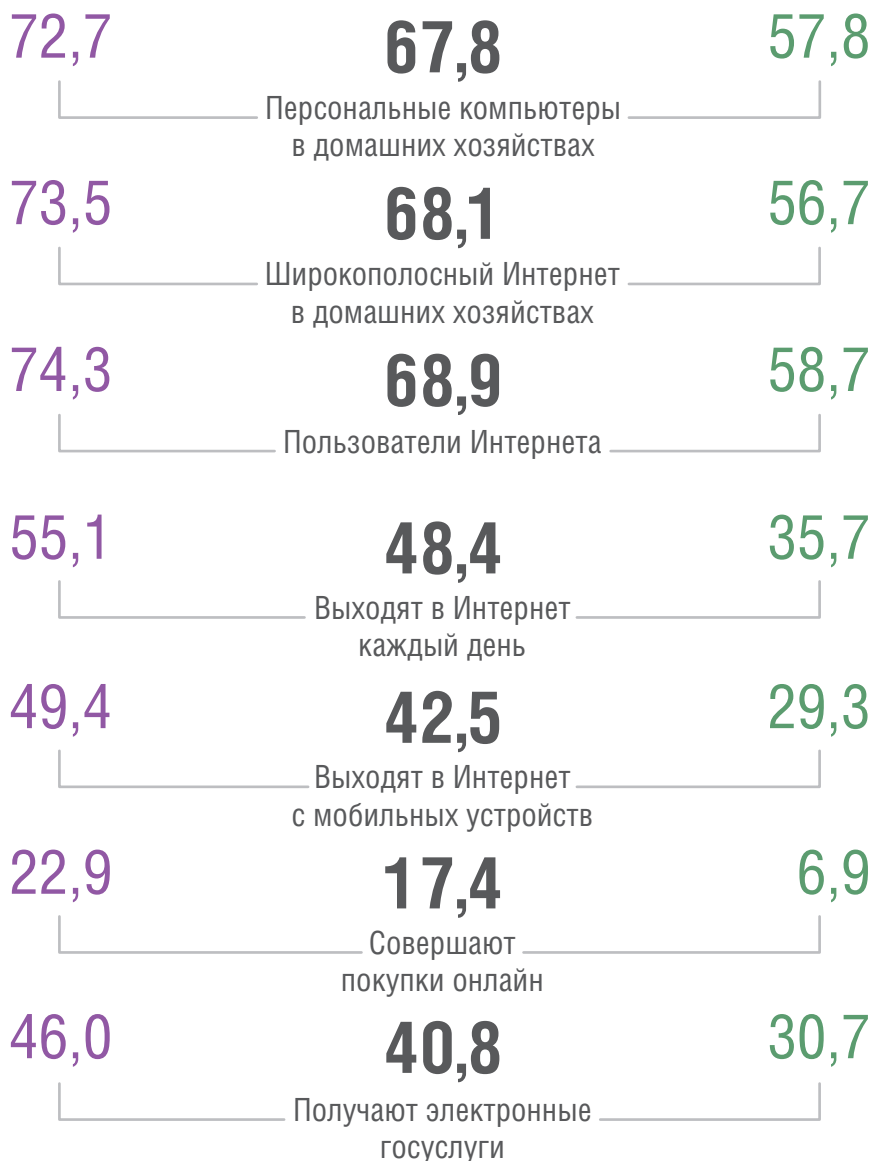 72,7 67,8 57,8
Персональные компьютеры
в домашних хозяйствах
73,5 68,1 56,7
Широкополосный Интернет
в домашних хозяйствах
74,3 68,9 58,7
Пользователи Интернета
55,1 48,4 35,7
Выходят в Интернет
каждый день
49,4 42,5 29,3
Выходят в Интернет
с мобильных устройств
22,9 17,4 6,9
Совершают
покупки онлайн
46,0 40,8 30,7
Получают электронные
госуслуги